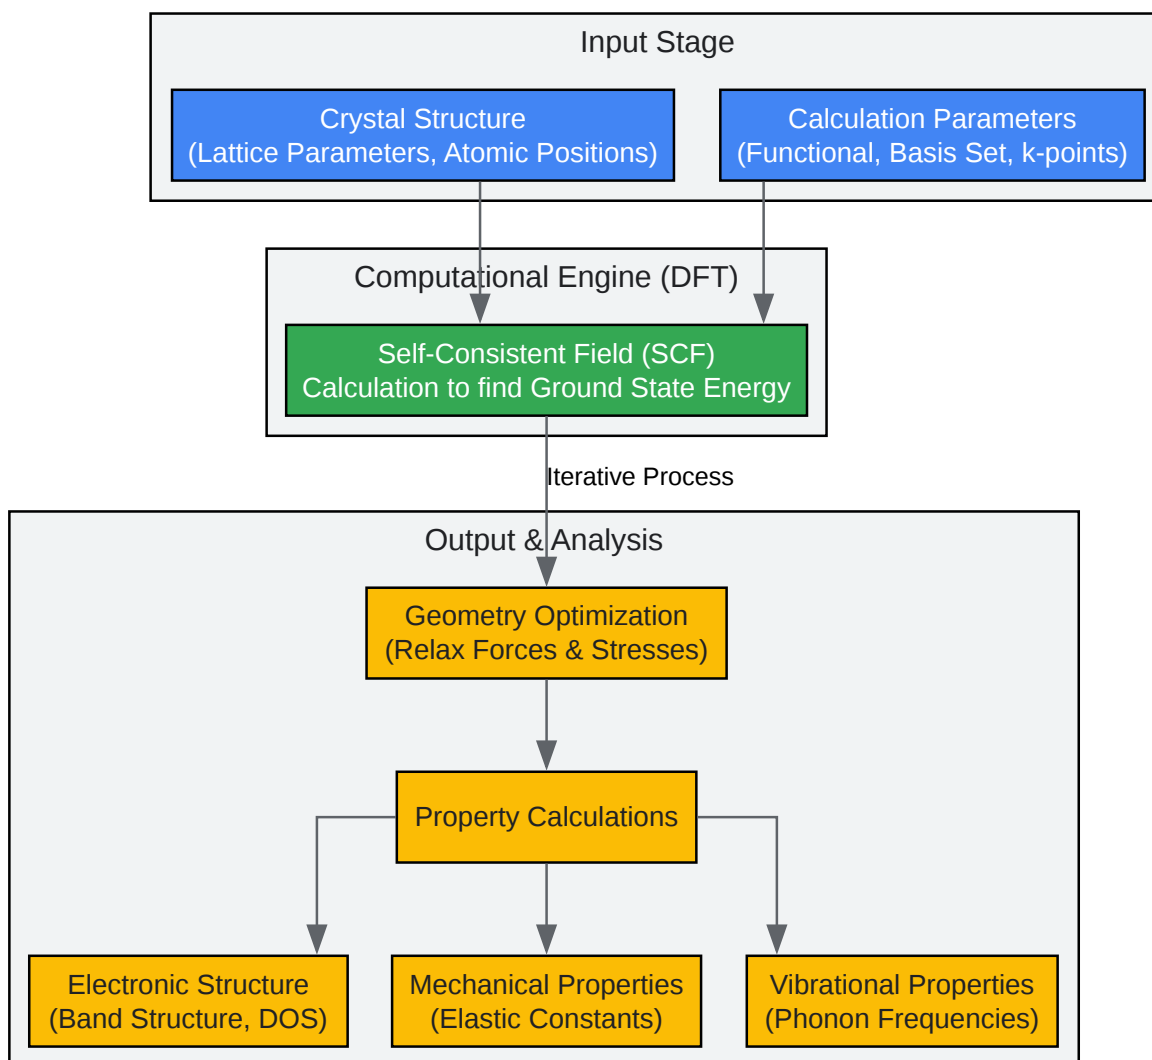 Input Stage
Crystal Structure
(Lattice Parameters, Atomic Positions)
Calculation Parameters
(Functional, Basis Set, k-points)
Computational Engine (DFT)
Self-Consistent Field (SCF)
Calculation to find Ground State Energy
Iterative Process
Output & Analysis
Geometry Optimization
(Relax Forces & Stresses)
Property Calculations
Electronic Structure
(Band Structure, DOS)
Mechanical Properties
(Elastic Constants)
Vibrational Properties
(Phonon Frequencies)